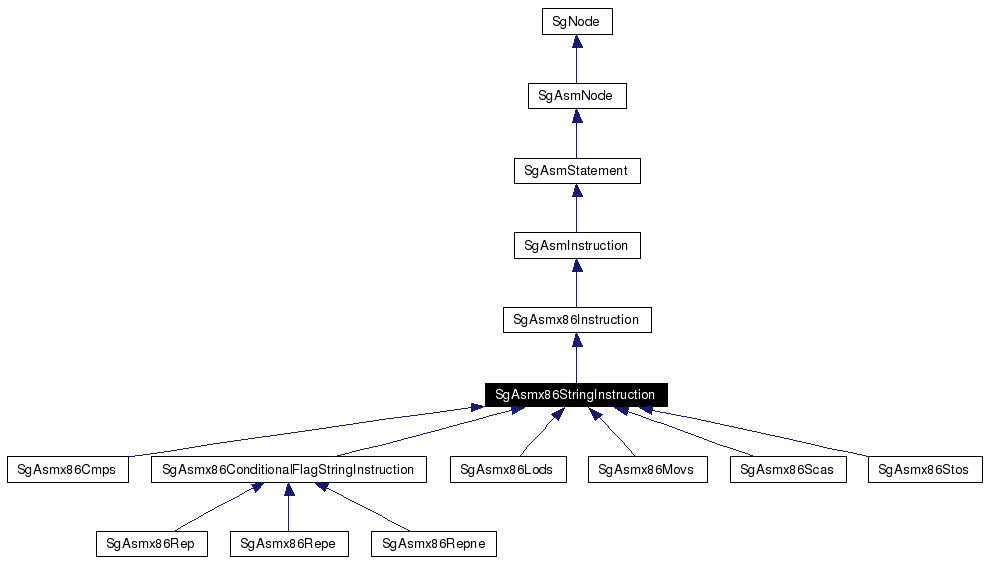 SgNode
SgAsmNode
SgAsmStatement
SgAsmInstruction
SgAsmx86Instruction
SgAsmx86StringInstruction
SgAsmx86Cmps
SgAsmx86ConditionalFlagStringInstruction
SgAsmx86Lods
SgAsmx86Movs
SgAsmx86Scas
SgAsmx86Stos
SgAsmx86Rep
SgAsmx86Repe
SgAsmx86Repne